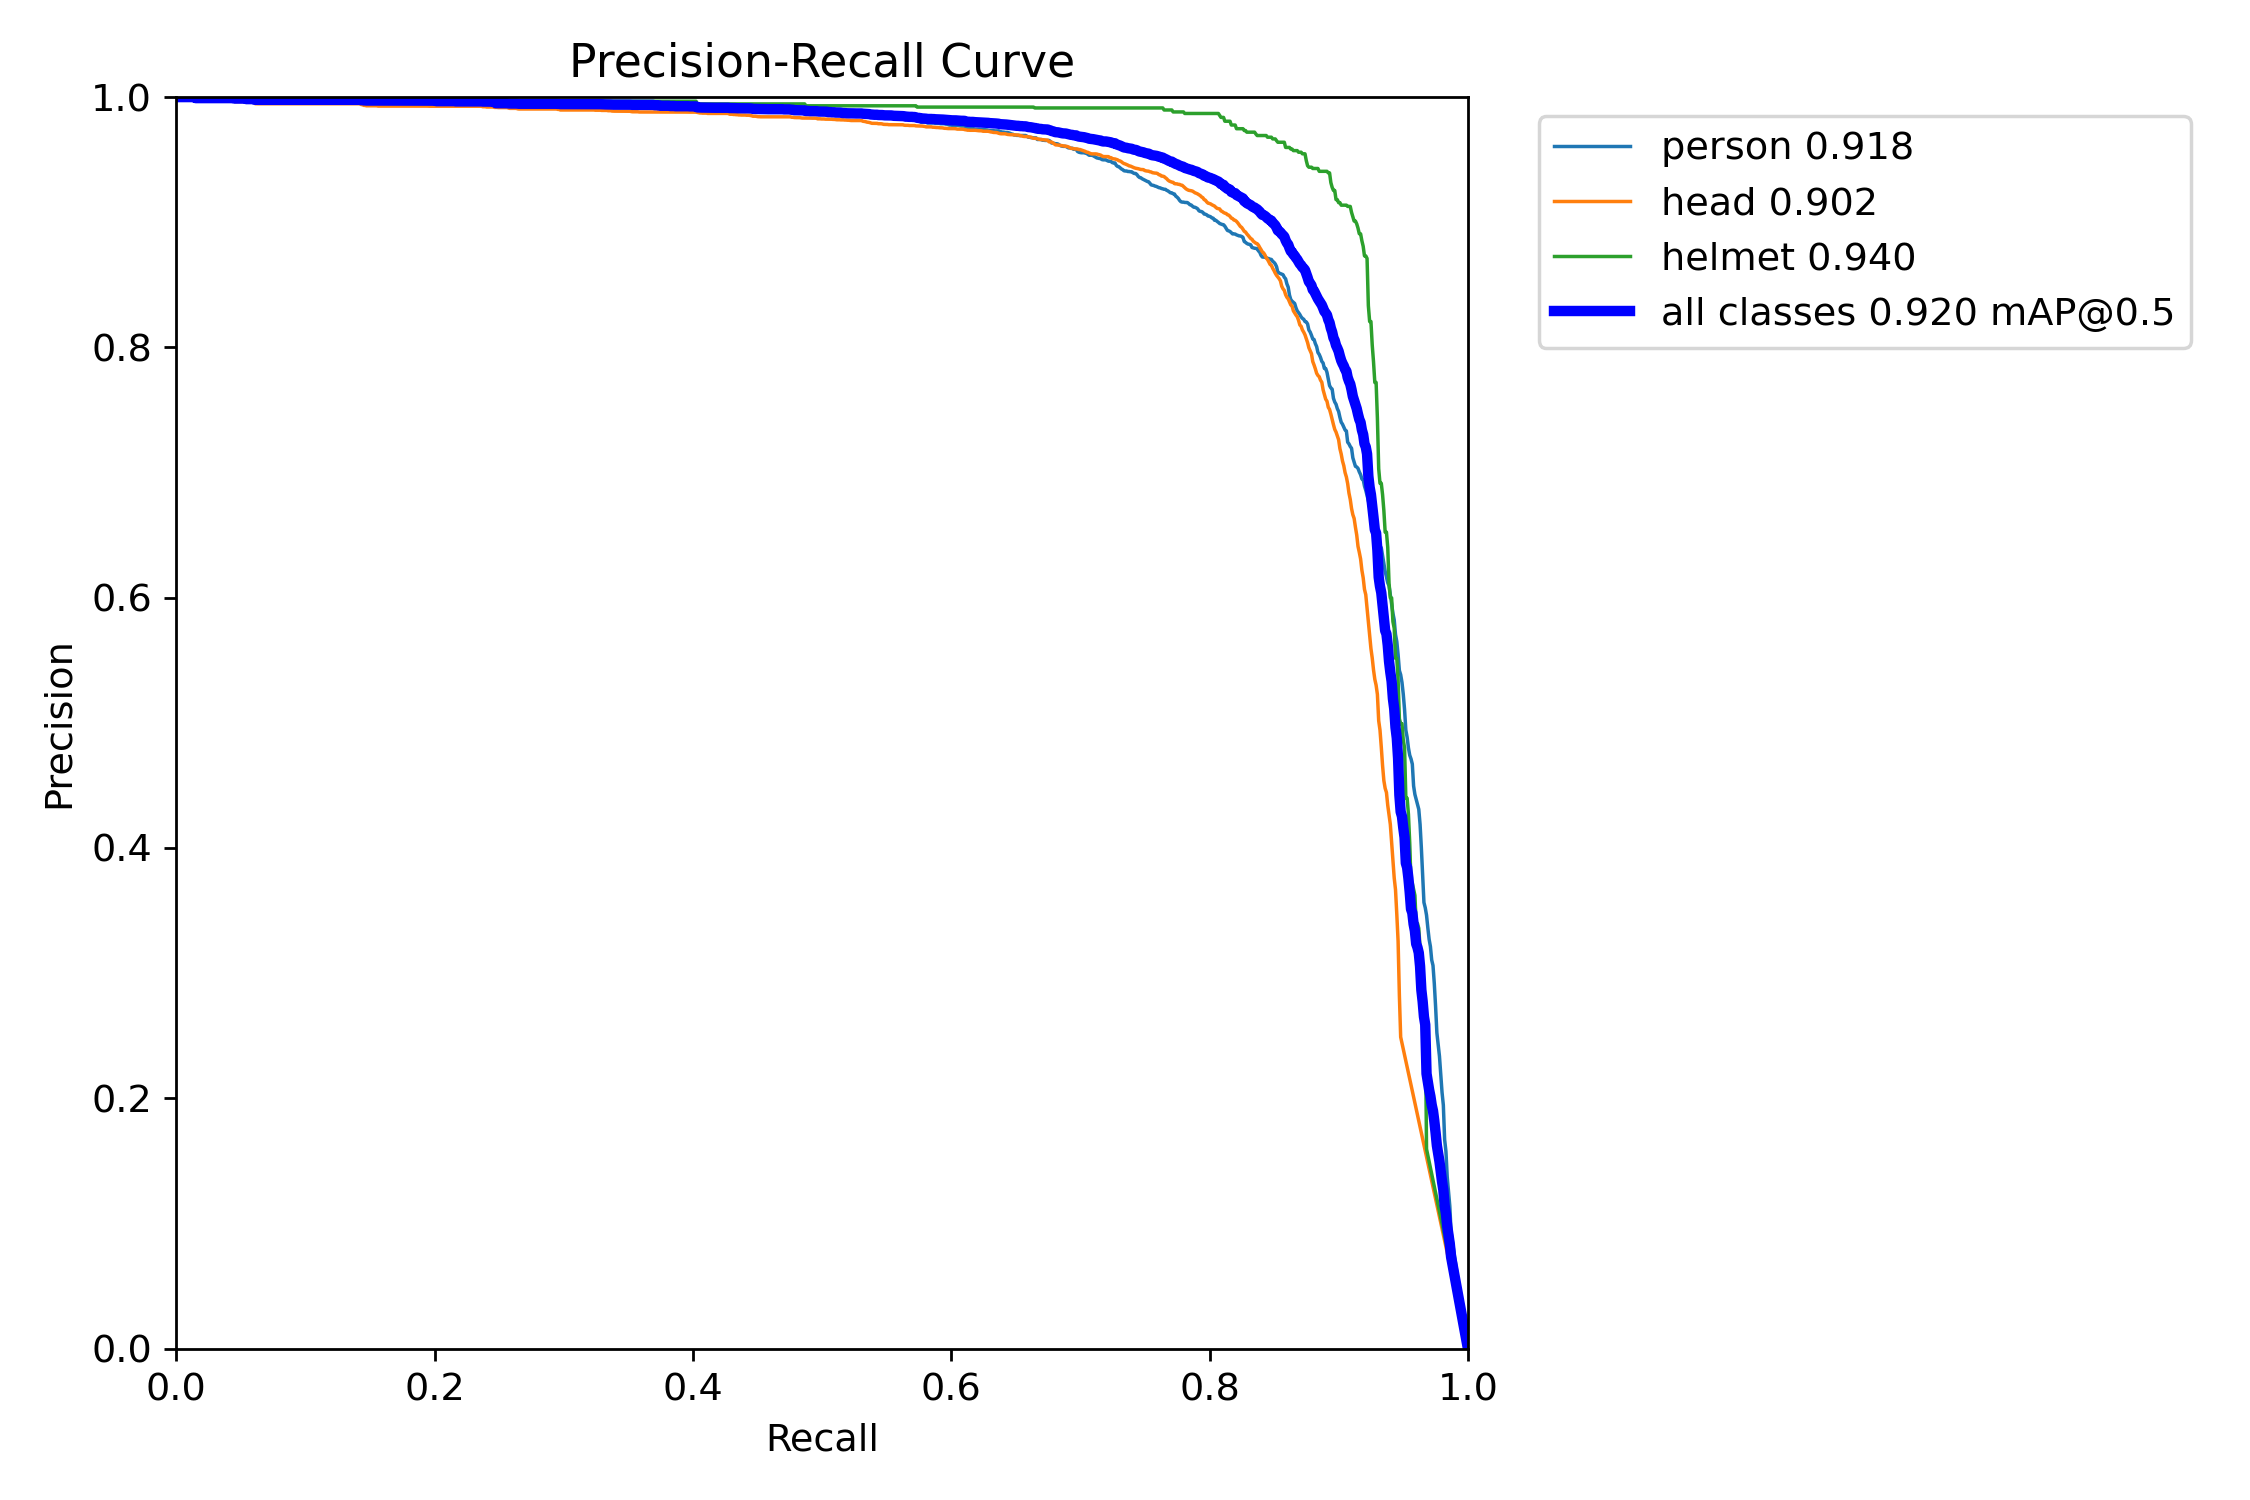 Precision-Recall Curve
1.0
0.8
0.6
0.4
0.2
0.0
Precision
0.0 0.2 0.4 0.6 0.8 1.0
Recall
person 0.918
head 0.902
helmet 0.940
all classes 0.920 mAP@0.5